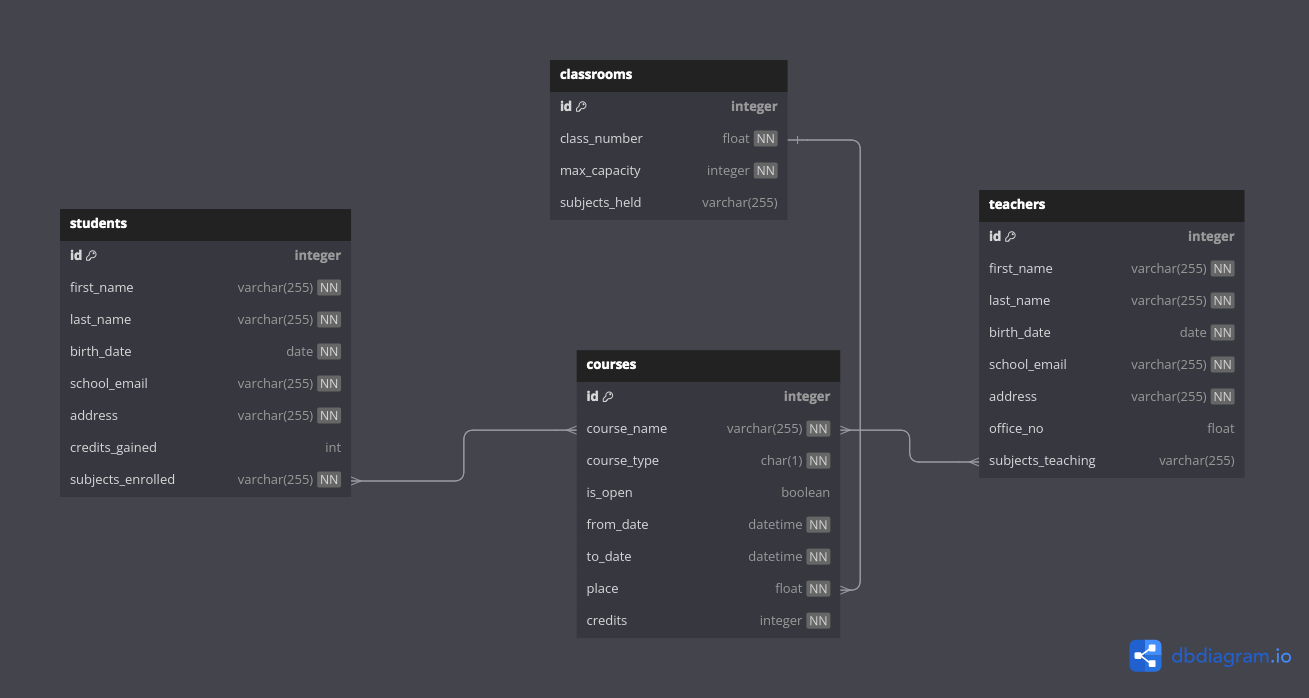 classrooms
id integer
class_number float NN
max_capacity integer NN
subjects_held varchar(255)
students
id integer
first_name varchar(255) NN
last_name varchar(255) NN
birth_date date NN
school_email varchar(255) NN
address varchar(255) NN
credits_gained int
subjects_enrolled varchar(255) NN
courses
id integer
course_name varchar(255) NN
course_type char(1) NN
is_open boolean
from_date datetime NN
to_date datetime NN
place float NN
credits integer NN
teachers
id integer
first_name varchar(255) NN
last_name varchar(255) NN
birth_date date NN
school_email varchar(255) NN
address varchar(255) NN
office_no float
subjects_teaching varchar(255)
dbdiagram.io